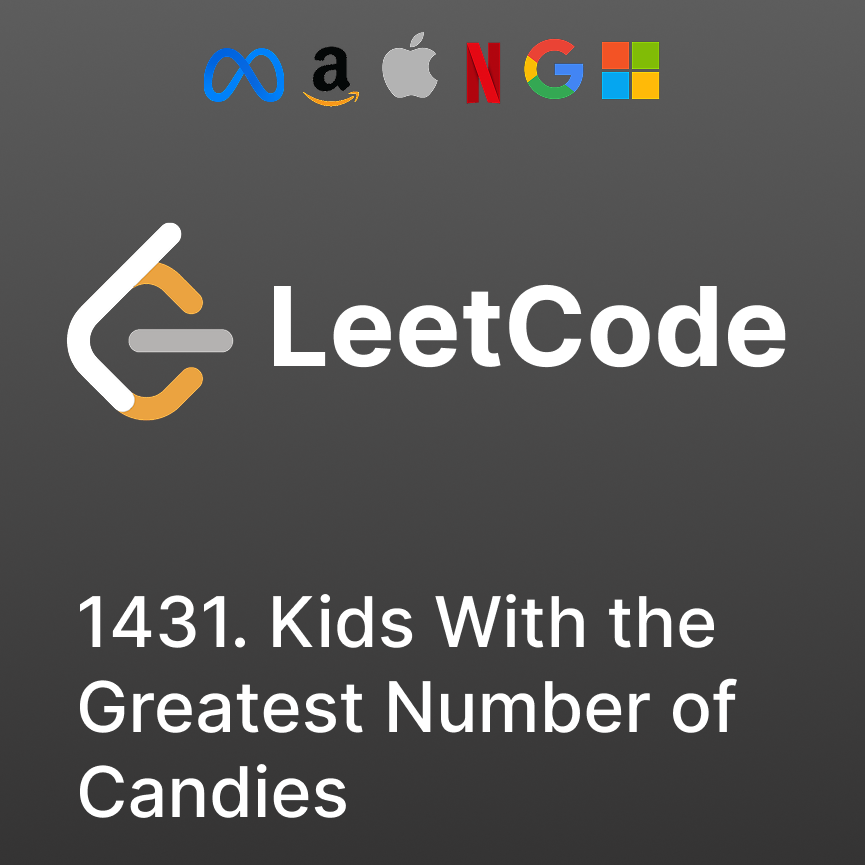 LeetCode
1431. Kids With the
Greatest Number of
Candies